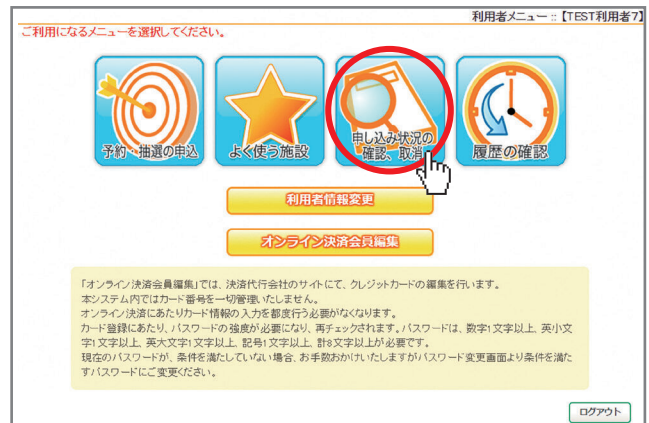 利用者メニュー::【TEST利用者7】
ご利用になるメニューを選択してください。
予約・抽選の申込
よく使う施設
申し込み状況の
確認、取消
履歴の確認
利用者情報変更
オンライン決済会員編集
「オンライン決済会員編集」では、決済代行会社のサイトにて、クレジットカードの編集を行います。
本システム内ではカード番号を一切管理いたしません。
オンライン決済にあたりカード情報の入力を都度行う必要がなくなります。
カード登録にあたり、パスワードの強度が必要になり、再チェックされます。パスワードは、数字1文字以上、英小文
字1文字以上、英大文字1文字以上、記号1文字以上、計8文字以上が必要です。
現在のパスワードが、条件を満たしていない場合、お手数おかけいたしますがパスワード変更画面より条件を満た
すパスワードにご変更ください。
ログアウト